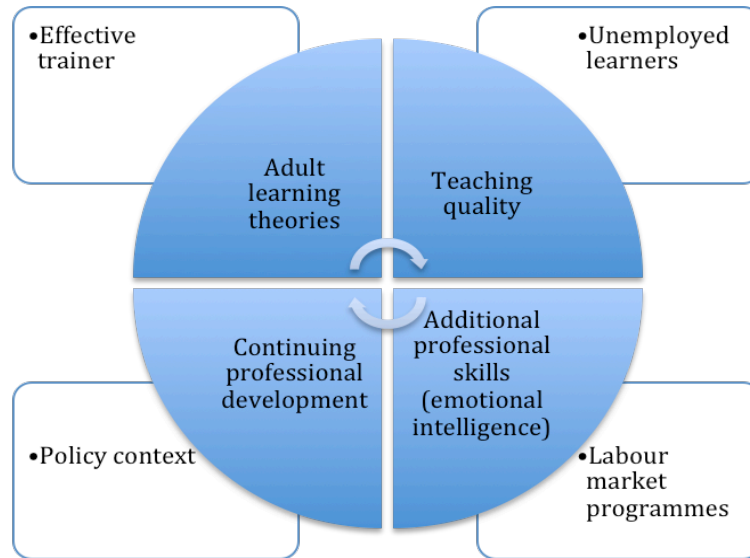 •Effective
trainer
•Unemployed
learners
Adult
learning
theories
Teaching
quality
Continuing
professional
development
Additional
professional
skills
(emotional
intelligence)
•Policy context
•Labour
market
programmes